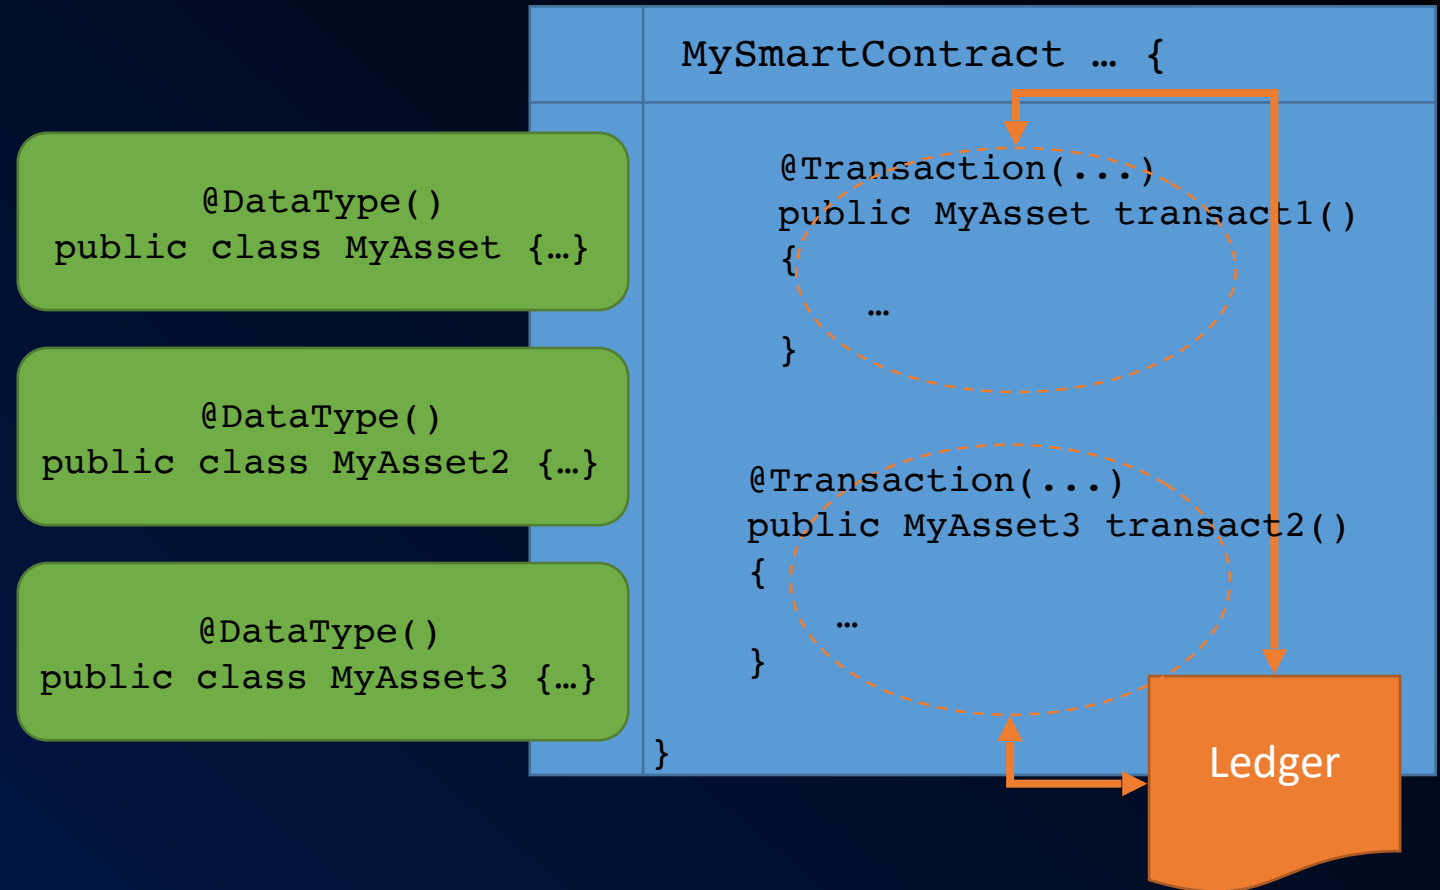 MySmartContract … {
@DataType()
public class MyAsset {…}
@DataType()
public class MyAsset2 {…}
@DataType()
public class MyAsset3 {…}
@Transaction(...)
public MyAsset transact1()
{
…
}
@Transaction(...)
public MyAsset3 transact2()
{
…
}
}
Ledger